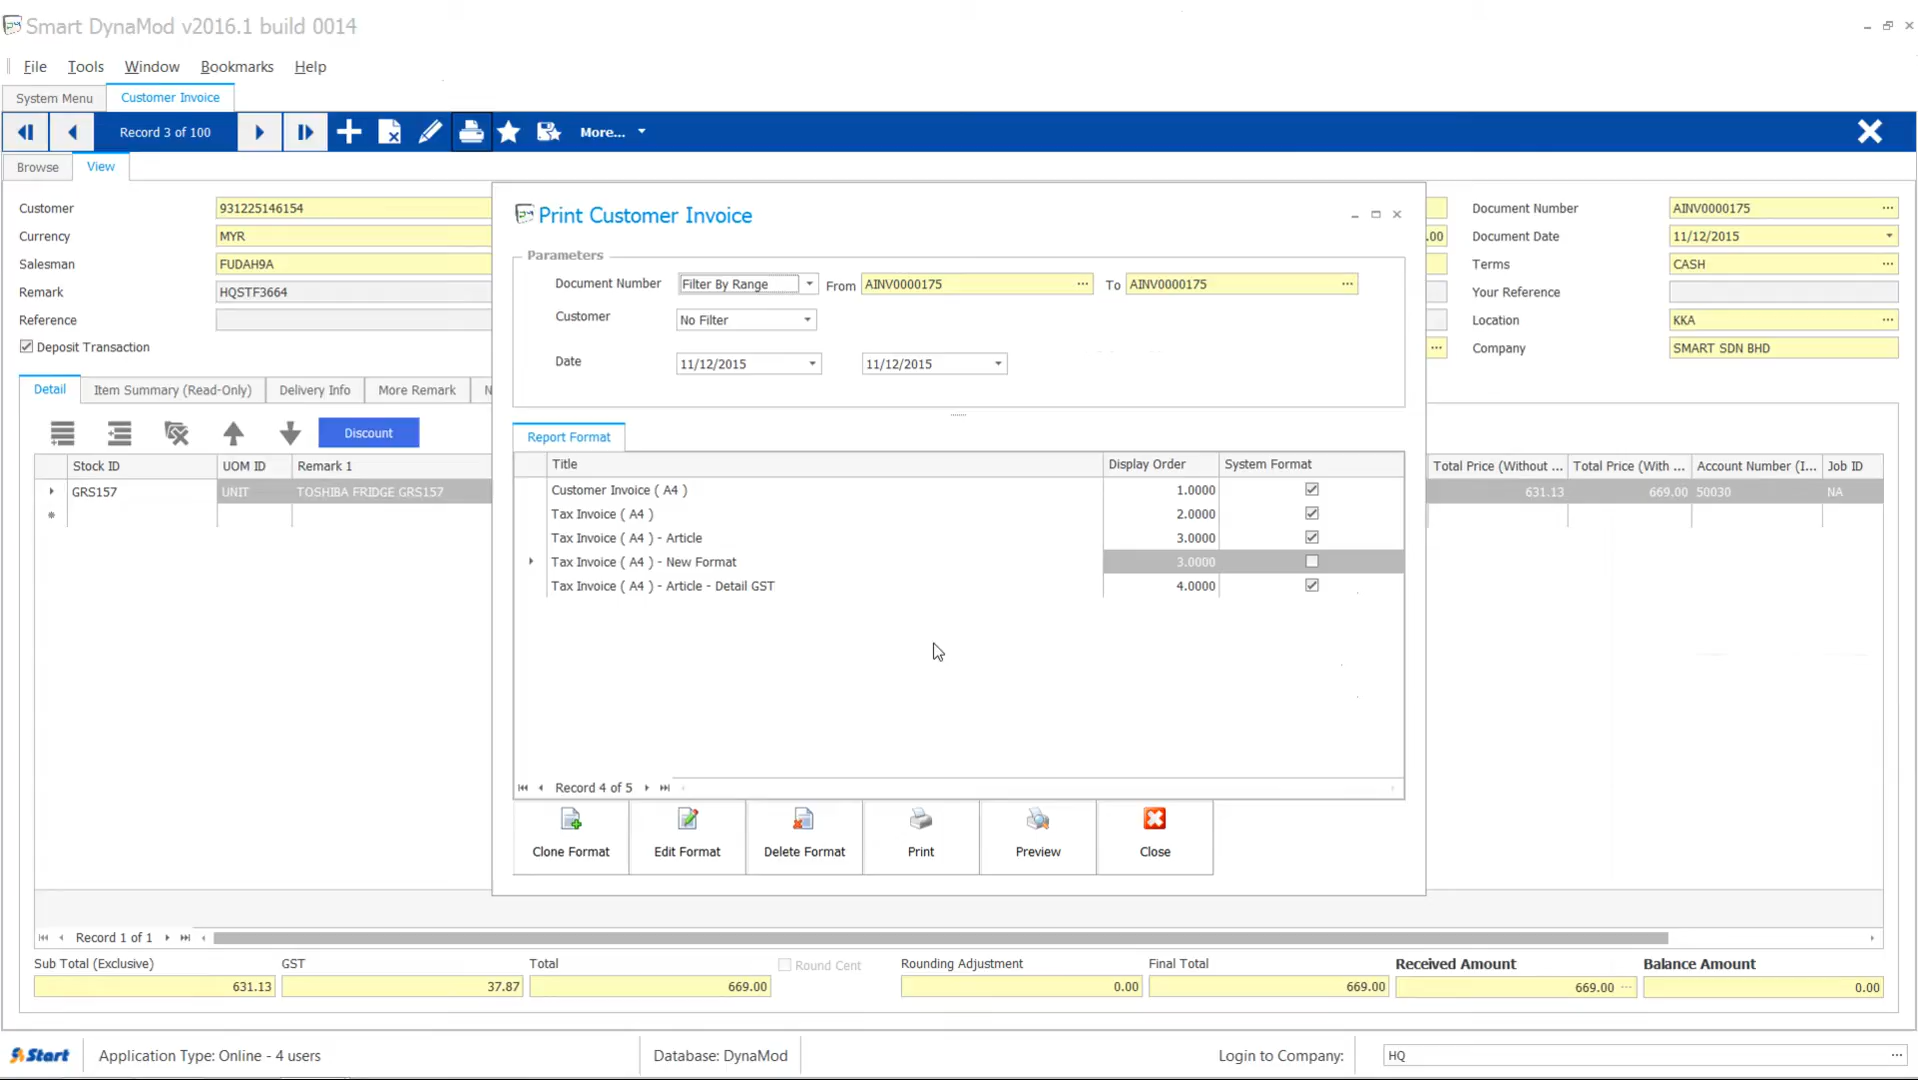 Smart DynaMod v2016.1 build 0014
File Tools Window Bookmarks Help
System Menu Customer Invoice
Record 3 of 100 More...
Browse View
Customer 931225146154
Currency MYR
Salesman FUDAH9A
Remark HQSTF3664
Reference
Deposit Transaction
Detail Item Summary (Read-Only) Delivery Info More Remark N
Discount
Stock ID UOM ID Remark 1
GRS157 UNIT TOSHIBA FRIDGE GRS157
Print Customer Invoice
Parameters
Document Number Filter By Range From AINV0000175 ... To AINV0000175 ...
Customer No Filter
Date 11/12/2015 11/12/2015
Report Format
Title Display Order System Format
Customer Invoice ( A4 ) 1.0000
Tax Invoice ( A4 ) 2.0000
Tax Invoice ( A4 ) - Article 3.0000
Tax Invoice ( A4 ) - New Format 3.0000
Tax Invoice ( A4 ) - Article - Detail GST 4.0000
Record 4 of 5
Clone Format Edit Format Delete Format Print Preview Close
.00
...
Document Number AINV0000175 ...
Document Date 11/12/2015
Terms CASH ...
Your Reference
Location KKA ...
Company SMART SDN BHD
Total Price (Without ... Total Price (With ... Account Number (I... Job ID
631.13 669.00 50030 NA
Record 1 of 1
Sub Total (Exclusive) GST Total Round Cent Rounding Adjustment Final Total Received Amount Balance Amount
631.13 37.87 669.00 0.00 669.00 669.00 ... 0.00
Start Application Type: Online - 4 users Database: DynaMod Login to Company: HQ ...